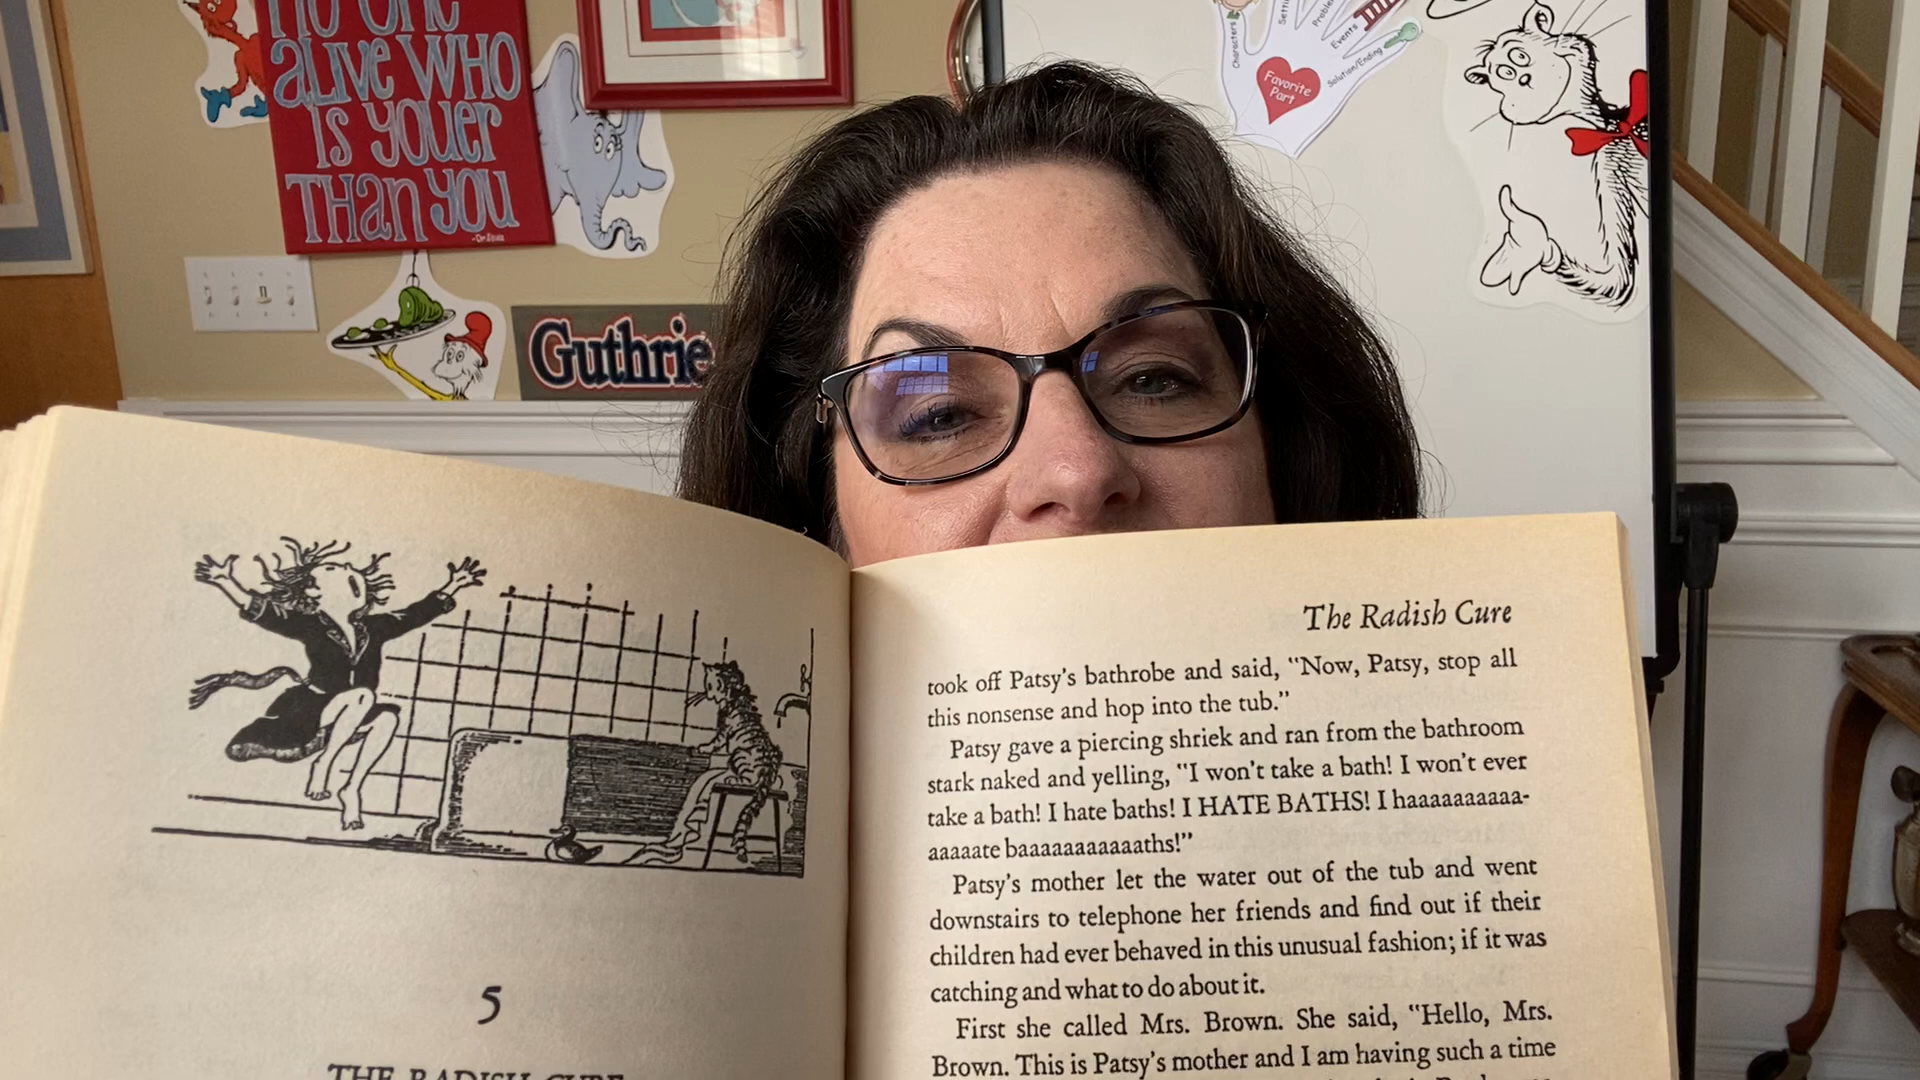 no one
alive who
is youer
Than you
-Dr. Seuss
Guthrie
Characters
Setting
Problem
Events
Solution/Ending
Favorite
Part
5
THE RADISH CURE
The Radish Cure
took off Patsy's bathrobe and said, "Now, Patsy, stop all
this nonsense and hop into the tub."
Patsy gave a piercing shriek and ran from the bathroom
stark naked and yelling, "I won't take a bath! I won't ever
take a bath! I hate baths! I HATE BATHS! I haaaaaaaaaa-
aaaaate baaaaaaaaaaaths!"
Patsy's mother let the water out of the tub and went
downstairs to telephone her friends and find out if their
children had ever behaved in this unusual fashion; if it was
catching and what to do about it.
First she called Mrs. Brown. She said, "Hello, Mrs.
Brown. This is Patsy's mother and I am having such a time